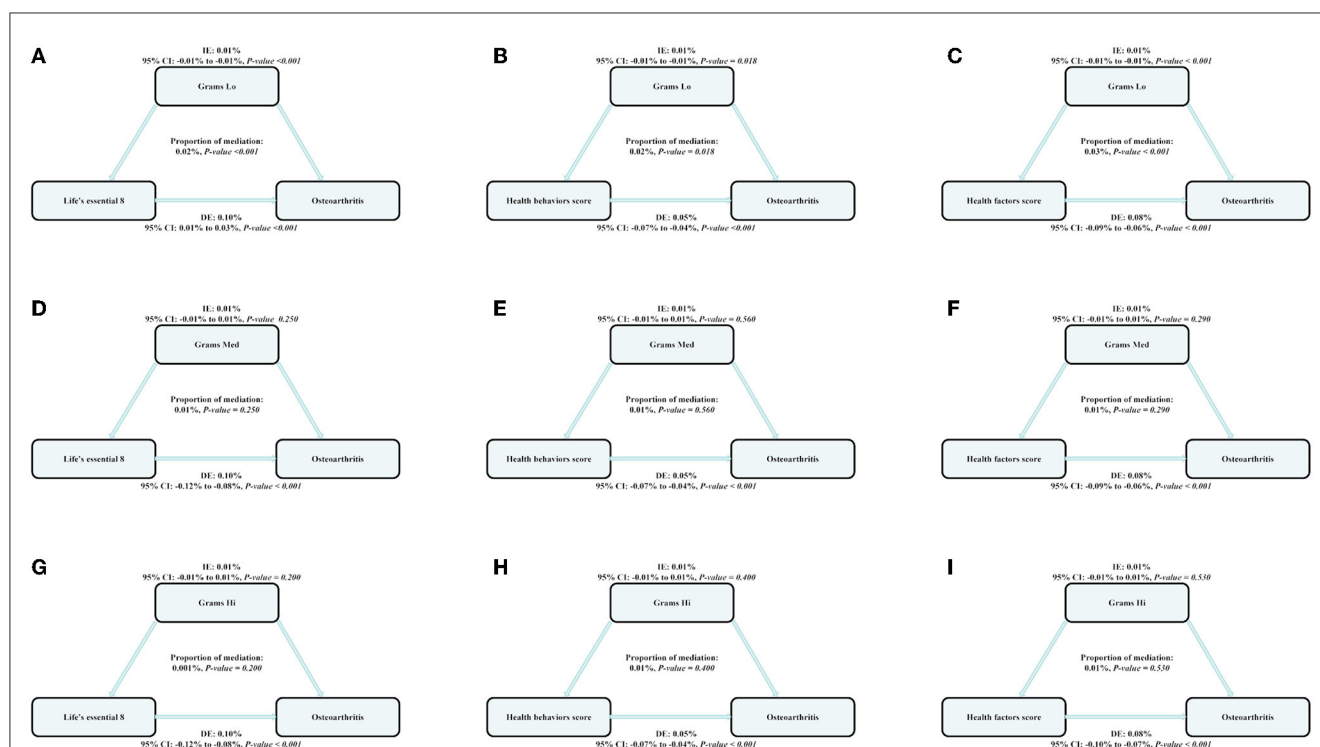 A
IE: 0.01%
95% CI: -0.01% to -0.01%, P-value <0.001
Grams Lo
Proportion of mediation:
0.02%, P-value <0.001
Life's essential 8
Osteoarthritis
DE: 0.10%
95% CI: 0.01% to 0.03%, P-value <0.001
B
IE: 0.01%
95% CI: -0.01% to -0.01%, P-value = 0.018
Grams Lo
Proportion of mediation:
0.02%, P-value = 0.018
Health behaviors score
Osteoarthritis
DE: 0.05%
95% CI: -0.07% to -0.04%, P-value <0.001
C
IE: 0.01%
95% CI: -0.01% to -0.01%, P-value < 0.001
Grams Lo
Proportion of mediation:
0.03%, P-value < 0.001
Health factors score
Osteoarthritis
DE: 0.08%
95% CI: -0.09% to -0.06%, P-value < 0.001
D
IE: 0.01%
95% CI: -0.01% to 0.01%, P-value 0.250
Grams Med
Proportion of mediation:
0.01%, P-value = 0.250
Life's essential 8
Osteoarthritis
DE: 0.10%
95% CI: -0.12% to -0.08%, P-value < 0.001
E
IE: 0.01%
95% CI: -0.01% to 0.01%, P-value = 0.560
Grams Med
Proportion of mediation:
0.01%, P-value = 0.560
Health behaviors score
Osteoarthritis
DE: 0.05%
95% CI: -0.07% to -0.04%, P-value < 0.001
F
IE: 0.01%
95% CI: -0.01% to 0.01%, P-value = 0.290
Grams Med
Proportion of mediation:
0.01%, P-value = 0.290
Health factors score
Osteoarthritis
DE: 0.08%
95% CI: -0.09% to -0.06%, P-value < 0.001
G
IE: 0.01%
95% CI: -0.01% to 0.01%, P-value = 0.200
Grams Hi
Proportion of mediation:
0.001%, P-value = 0.200
Life's essential 8
Osteoarthritis
DE: 0.10%
95% CI: -0.12% to -0.08%, P-value < 0.001
H
IE: 0.01%
95% CI: -0.01% to 0.01%, P-value = 0.400
Grams Hi
Proportion of mediation:
0.01%, P-value = 0.400
Health behaviors score
Osteoarthritis
DE: 0.05%
95% CI: -0.07% to -0.04%, P-value < 0.001
I
IE: 0.01%
95% CI: -0.01% to 0.01%, P-value = 0.530
Grams Hi
Proportion of mediation:
0.01%, P-value = 0.530
Health factors score
Osteoarthritis
DE: 0.08%
95% CI: -0.10% to -0.07%, P-value < 0.001